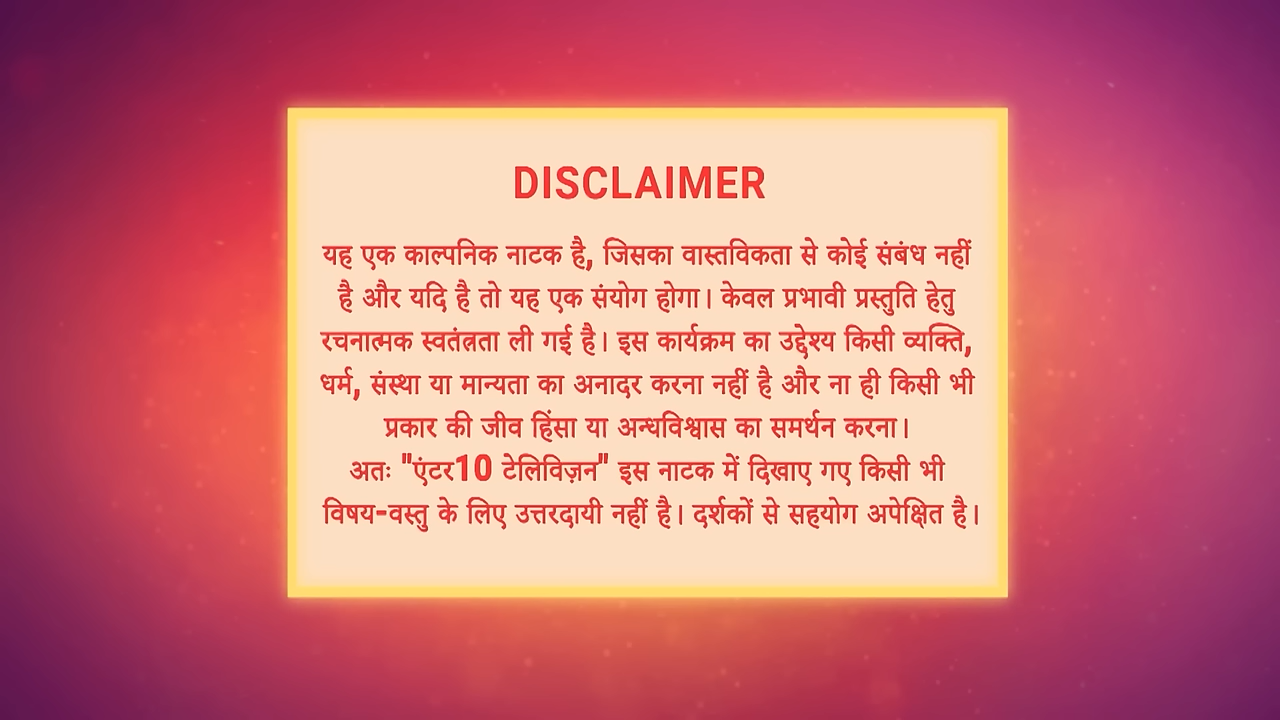 DISCLAIMER
यह एक काल्पनिक नाटक है, जिसका वास्तविकता से कोई संबंध नहीं
है और यदि है तो यह एक संयोग होगा। केवल प्रभावी प्रस्तुति हेतु
रचनात्मक स्वतंत्रता ली गई है। इस कार्यक्रम का उद्देश्य किसी व्यक्ति,
धर्म, संस्था या मान्यता का अनादर करना नहीं है और ना ही किसी भी
प्रकार की जीव हिंसा या अन्धविश्वास का समर्थन करना।
अतः "एंटर10 टेलिविज़न" इस नाटक में दिखाए गए किसी भी
विषय-वस्तु के लिए उत्तरदायी नहीं है। दर्शकों से सहयोग अपेक्षित है।